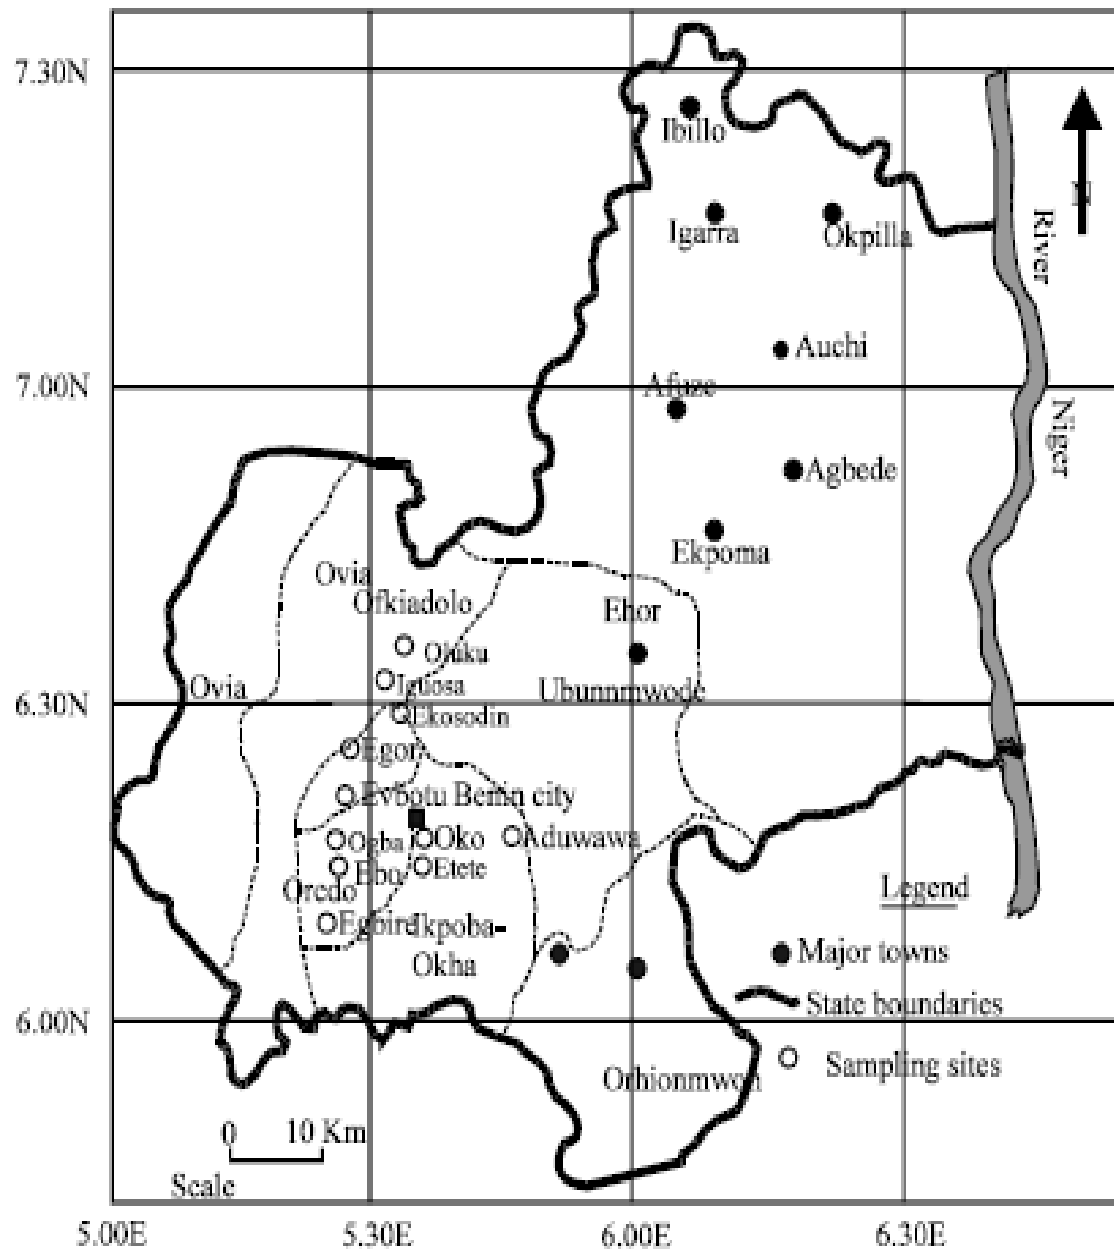 7.30N
Ibillo
Igarra
Okpilla
River
Auchi
7.00N
Afuze
Niger
Agbede
Ekpoma
Ovia
Ofkiadolo
Ehor
Oluku
Iguosa
Ovia
Ubunnmwode
6.30N
Ekosodin
Egor
Evbotu Benin city
Ogba
Oko
Aduwawa
Ebo
Etete
Oredo
Legend
Egbire
Ikpoba-
Okha
Major towns
State boundaries
6.00N
Orhionmwon
Sampling sites
0 10 Km
Scale
5.00E 5.30E 6.00E 6.30E